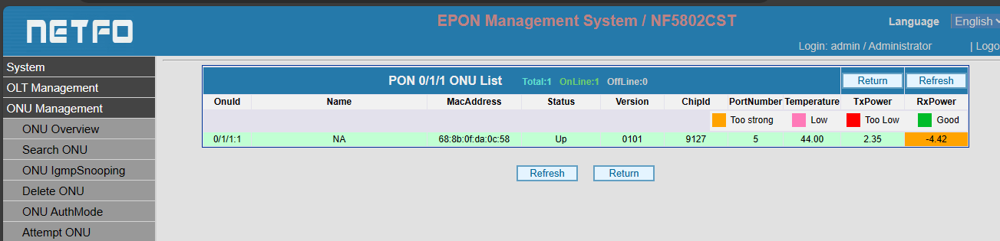 NETFO
EPON Management System / NF5802CST
Language English
Login: admin / Administrator | Logo
System
OLT Management
ONU Management
ONU Overview
Search ONU
ONU IgmpSnooping
Delete ONU
ONU AuthMode
Attempt ONU
PON 0/1/1 ONU List Total:1 OnLine:1 OffLine:0 Return Refresh
OnuId Name MacAddress Status Version ChipId PortNumber Temperature TxPower RxPower
Too strong Low Too Low Good
0/1/1:1 NA 68:8b:0f:da:0c:58 Up 0101 9127 5 44.00 2.35 -4.42
Refresh Return